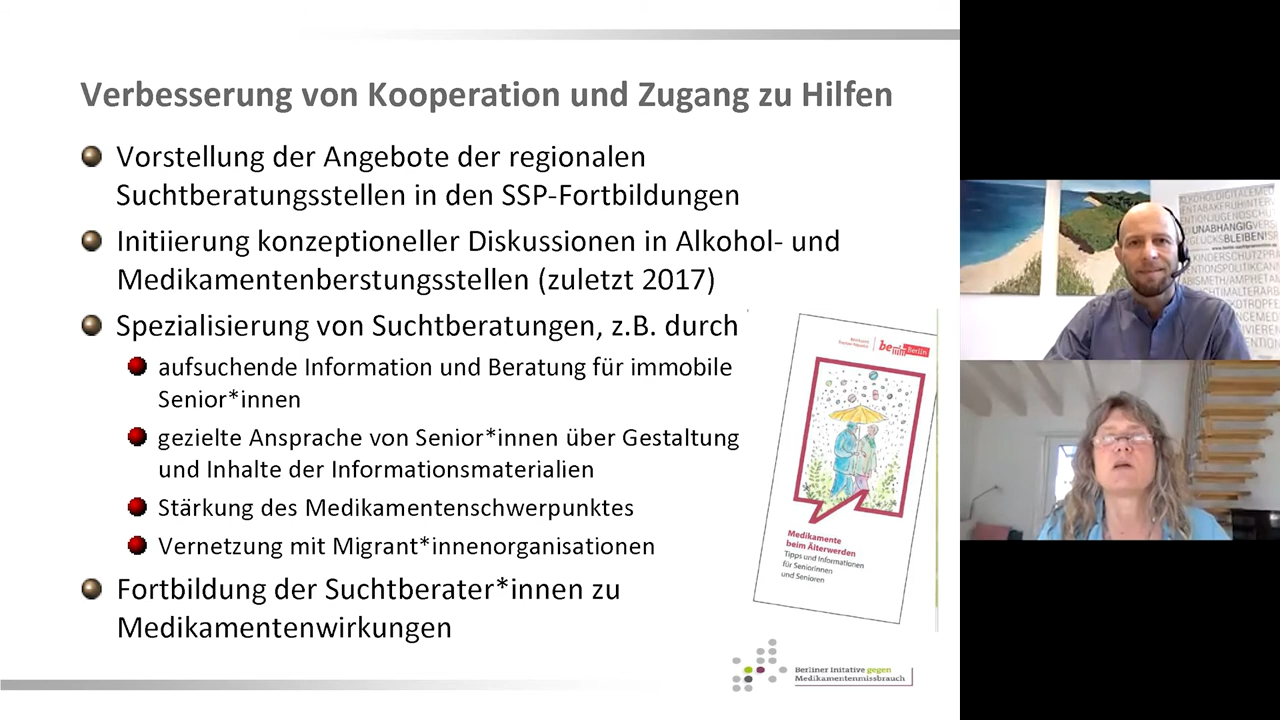 Verbesserung von Kooperation und Zugang zu Hilfen
Vorstellung der Angebote der regionalen
Suchtberatungsstellen in den SSP-Fortbildungen
Initiierung konzeptioneller Diskussionen in Alkohol- und
Medikamentenberstungsstellen (zuletzt 2017)
Spezialisierung von Suchtberatungen, z.B. durch
aufsuchende Information und Beratung für immobile
Senior*innen
gezielte Ansprache von Senior*innen über Gestaltung
und Inhalte der Informationsmaterialien
Stärkung des Medikamentenschwerpunktes
Vernetzung mit Migrant*innenorganisationen
Fortbildung der Suchtberater*innen zu
Medikamentenwirkungen
be Berlin
Medikamente
beim Älterwerden
Tipps und Informationen
für Seniorinnen
und Senioren
Berliner Initative gegen
Medikamentenmissbrauch
UNABHÄNGIG
BLEIBEN!